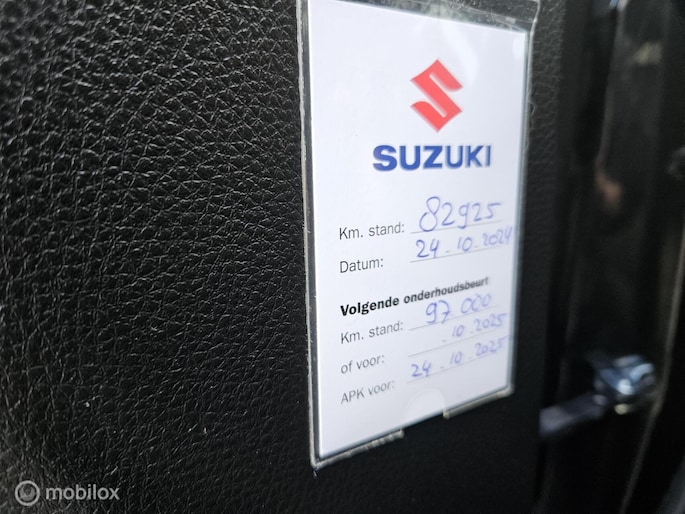 SUZUKI
Km. stand: 82925
Datum: 24-10-2024
Volgende onderhoudsbeurt
Km. stand: 97 000
of voor: -10-2025
APK voor: 24-10-2025
mobilox